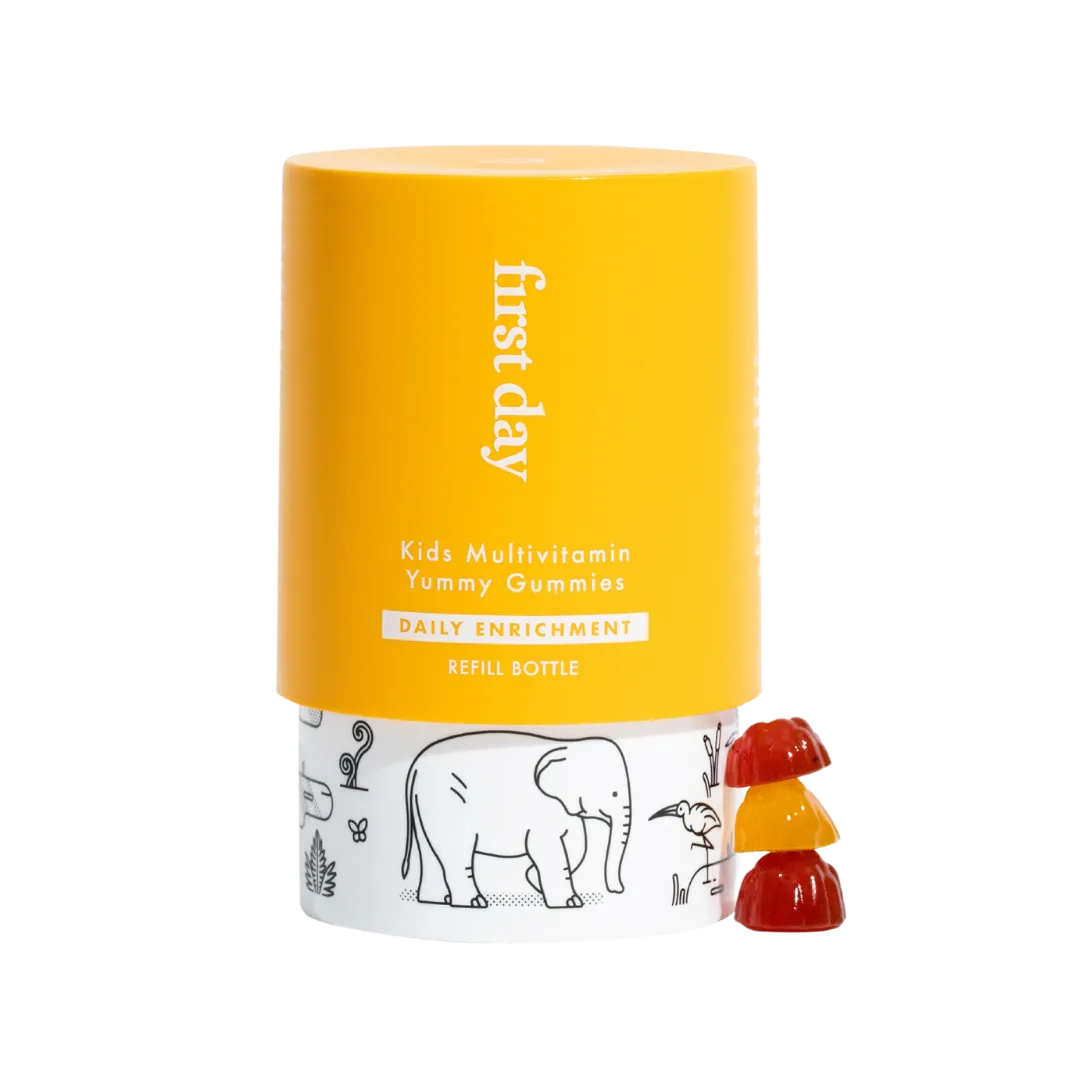 first day
Kids Multivitamin
Yummy Gummies
DAILY ENRICHMENT
REFILL BOTTLE